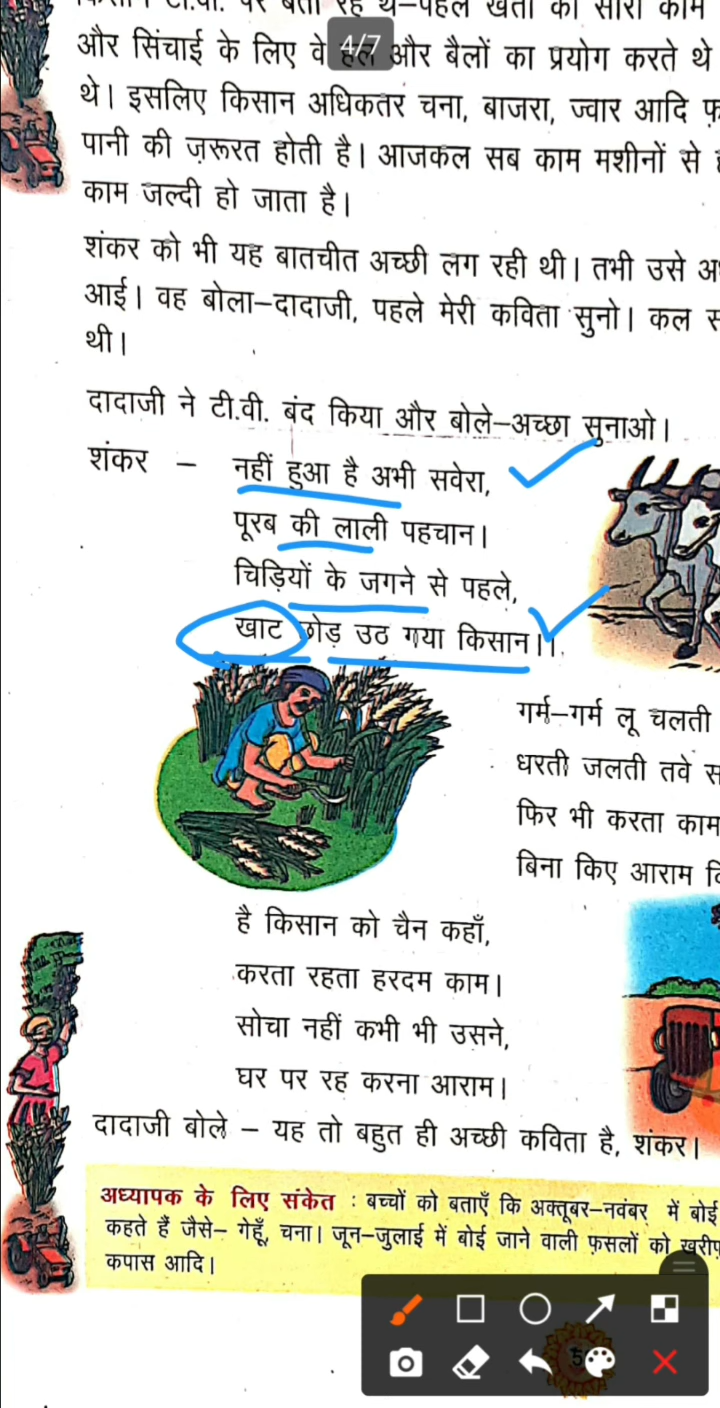 और सिंचाई के लिए वे हल और बैलों का प्रयोग करते थे
4/7
थे। इसलिए किसान अधिकतर चना, बाजरा, ज्वार आदि
पानी की ज़रूरत होती है। आजकल सब काम मशीनों से
काम जल्दी हो जाता है।
शंकर को भी यह बातचीत अच्छी लग रही थी। तभी उसे
आई। वह बोला–दादाजी, पहले मेरी कविता सुनो। कल
थी।
दादाजी ने टी.वी. बंद किया और बोले–अच्छा सुनाओ।
शंकर – नहीं हुआ है अभी सवेरा,
पूरब की लाली पहचान।
चिड़ियों के जगने से पहले,
खाट छोड़ उठ गया किसान।।
गर्म–गर्म लू चलती
धरती जलती तवे
फिर भी करता काम
बिना किए आराम
है किसान को चैन कहाँ,
करता रहता हरदम काम।
सोचा नहीं कभी भी उसने,
घर पर रह करना आराम।
दादाजी बोले – यह तो बहुत ही अच्छी कविता है, शंकर।
अध्यापक के लिए संकेत : बच्चों को बताएँ कि अक्तूबर–नवंबर में बोई
कहते हैं जैसे– गेहूँ, चना। जून–जुलाई में बोई जाने वाली फ़सलों को
कपास आदि।